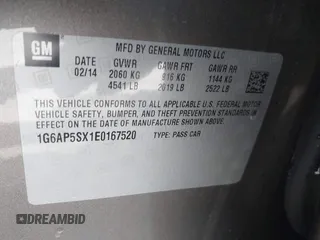 GM
MFD BY GENERAL MOTORS LLC
DATE GVWR GAWR FRT GAWR RR
02/14 2060 KG 916 KG 1144 KG
4541 LB 2019 LB 2522 LB
THIS VEHICLE CONFORMS TO ALL APPLICABLE U.S. FEDERAL MOTOR
VEHICLE SAFETY, BUMPER, AND THEFT PREVENTION STANDARDS
IN EFFECT ON THE DATE OF MANUFACTURE SHOWN ABOVE.
1G6AP5SX1E0167520 TYPE: PASS CAR
BIDFAX